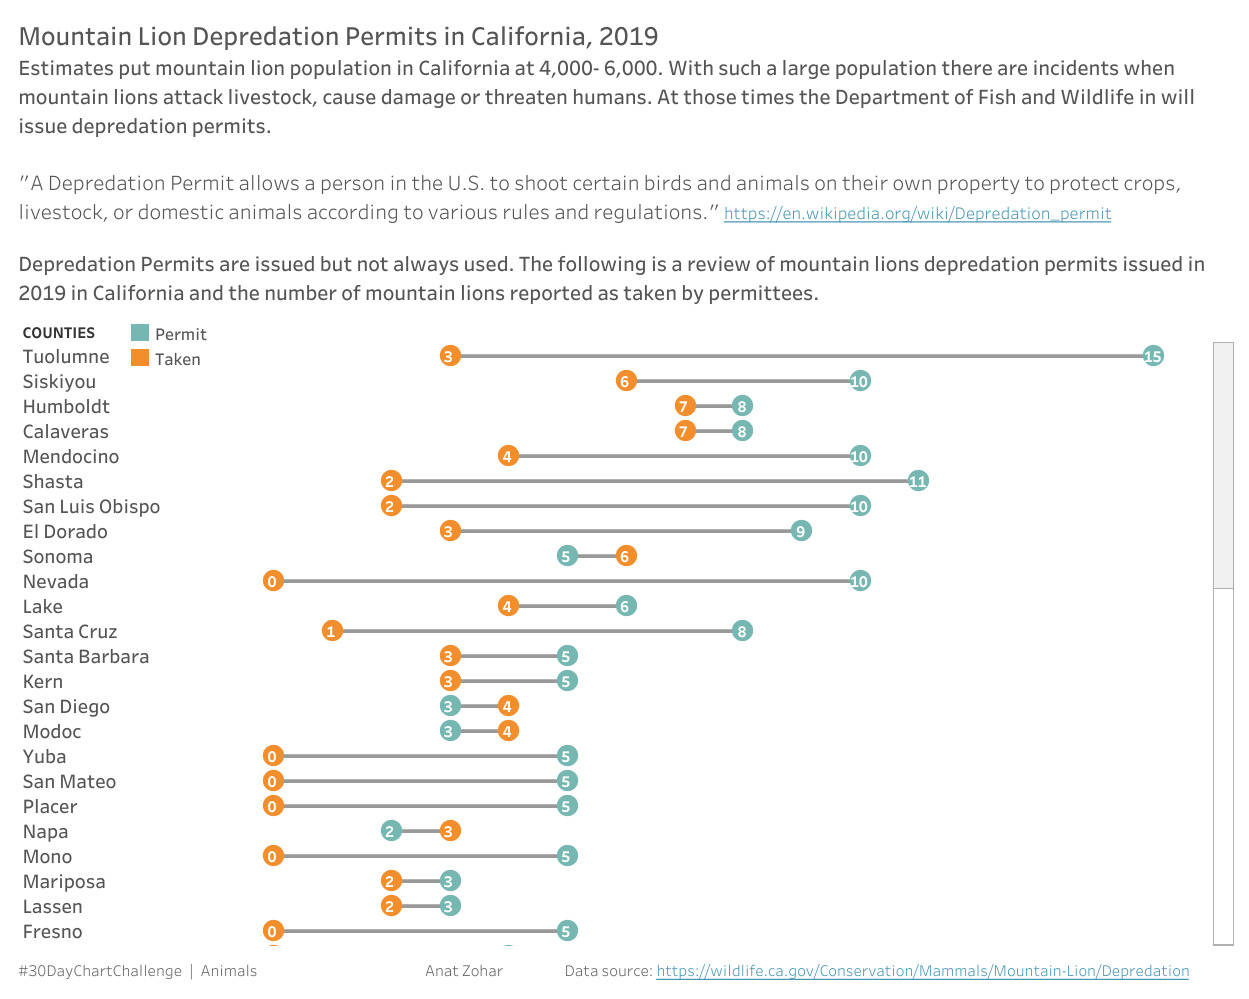 Mountain Lion Depredation Permits in California, 2019
Estimates put mountain lion population in California at 4,000- 6,000. With such a large population there are incidents when
mountain lions attack livestock, cause damage or threaten humans. At those times the Department of Fish and Wildlife in will
issue depredation permits.
"A Depredation Permit allows a person in the U.S. to shoot certain birds and animals on their own property to protect crops,
livestock, or domestic animals according to various rules and regulations." https://en.wikipedia.org/wiki/Depredation_permit
Depredation Permits are issued but not always used. The following is a review of mountain lions depredation permits issued in
2019 in California and the number of mountain lions reported as taken by permittees.
COUNTIES Permit
Taken
Tuolumne 3 15
Siskiyou 6 10
Humboldt 7 8
Calaveras 7 8
Mendocino 4 10
Shasta 2 11
San Luis Obispo 2 10
El Dorado 3 9
Sonoma 5 6
Nevada 0 10
Lake 4 6
Santa Cruz 1 8
Santa Barbara 3 5
Kern 3 5
San Diego 3 4
Modoc 3 4
Yuba 0 5
San Mateo 0 5
Placer 0 5
Napa 2 3
Mono 0 5
Mariposa 2 3
Lassen 2 3
Fresno 0 5
#30DayChartChallenge | Animals Anat Zohar Data source: https://wildlife.ca.gov/Conservation/Mammals/Mountain-Lion/Depredation